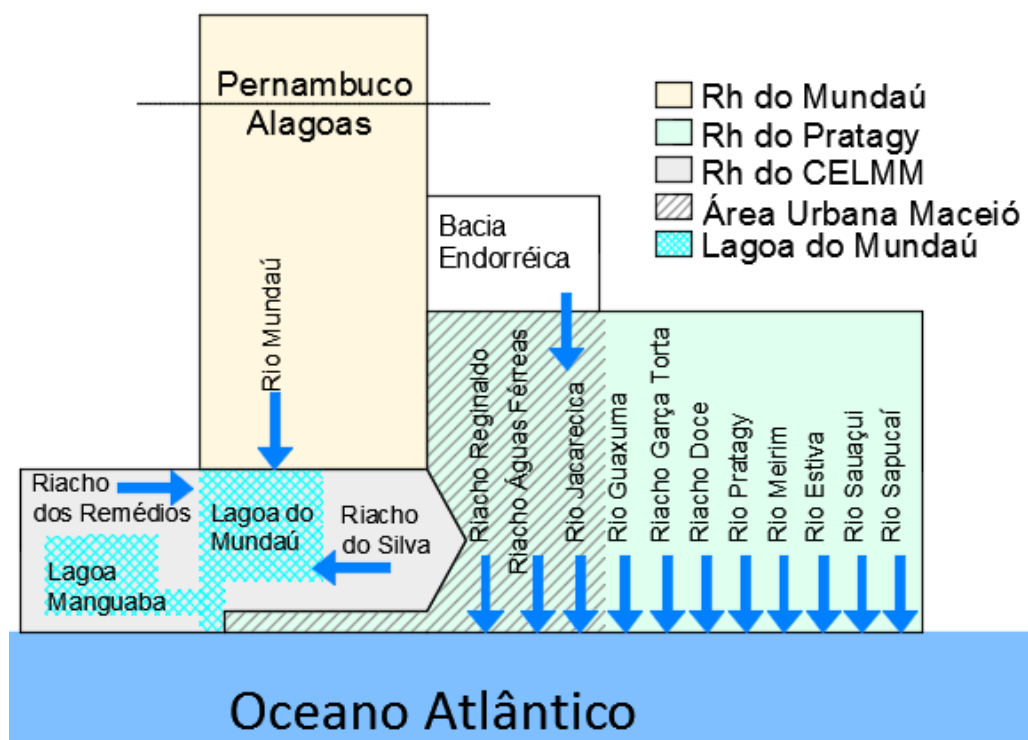 Pernambuco
Alagoas
Rh do Mundaú
Rh do Pratagy
Rh do CELMM
Área Urbana Maceió
Lagoa do Mundaú
Bacia
Endorréica
Rio Mundaú
Riacho
dos Remédios
Lagoa do
Mundaú
Riacho
do Silva
Lagoa
Manguaba
Riacho Reginaldo
Riacho Águas Férreas
Rio Jacarecica
Rio Guaxuma
Riacho Garça Torta
Riacho Doce
Rio Pratagy
Rio Meirim
Rio Estiva
Rio Sauaçuí
Rio Sapucaí
Oceano Atlântico